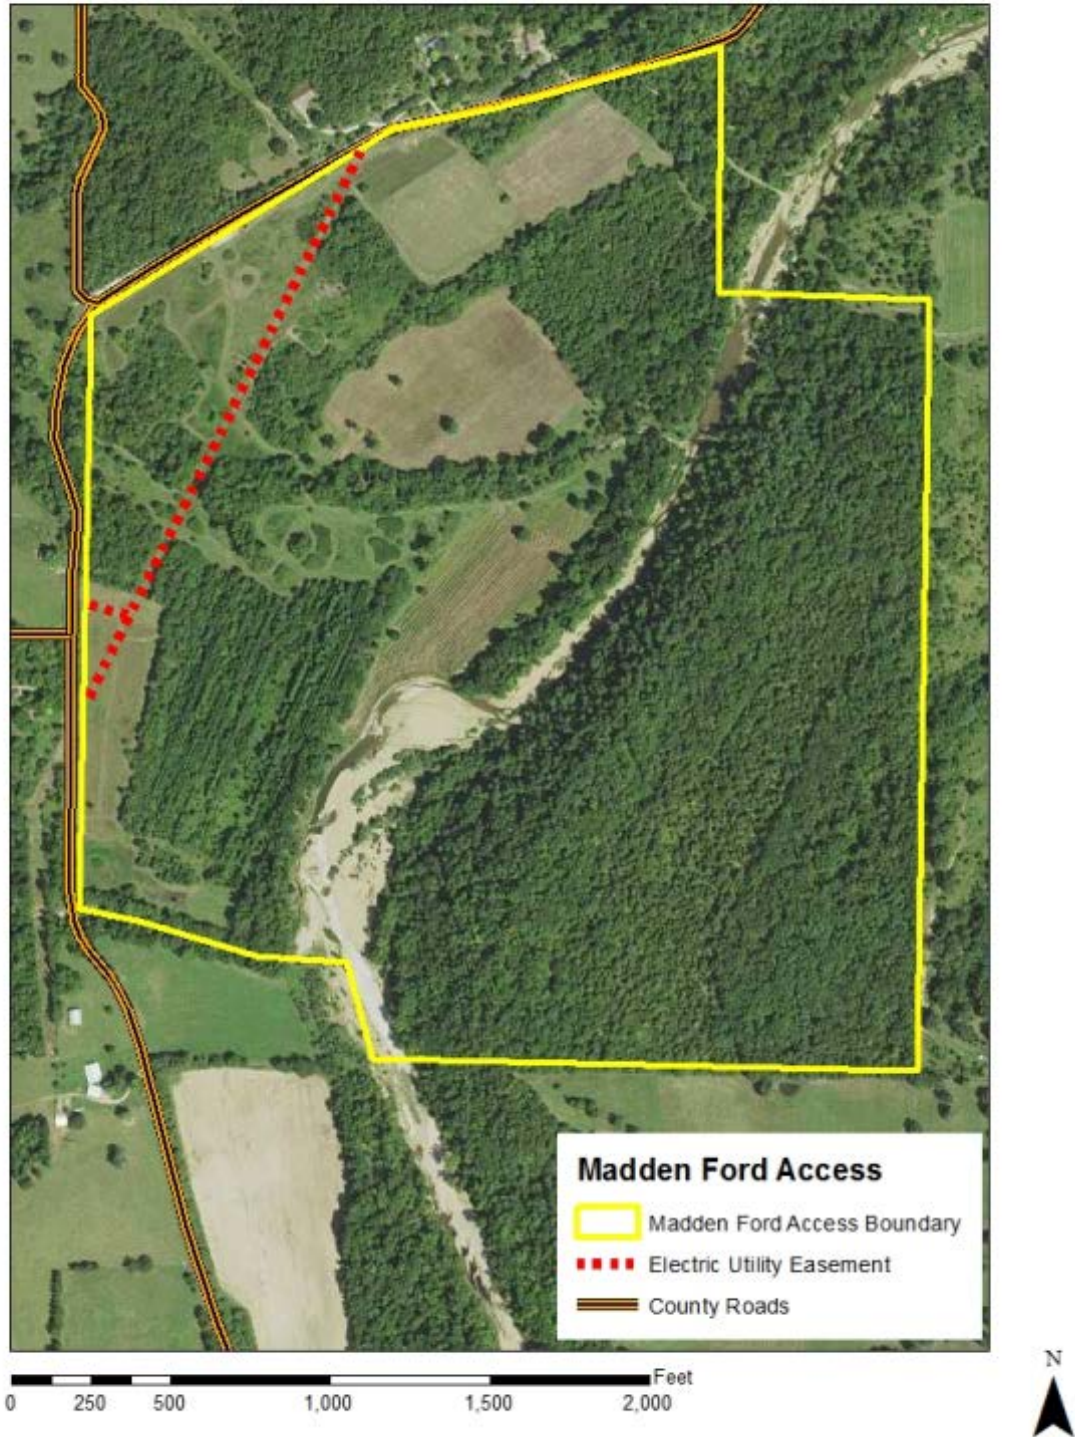 Madden Ford Access
Madden Ford Access Boundary
Electric Utility Easement
County Roads
Feet
0 250 500 1,000 1,500 2,000
N